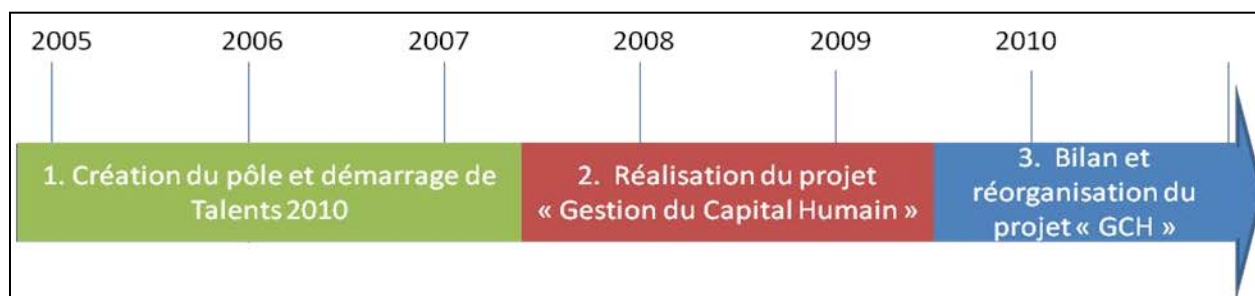 2005 2006 2007 2008 2009 2010
1. Création du pôle et démarrage de
Talents 2010
2. Réalisation du projet
« Gestion du Capital Humain »
3. Bilan et
réorganisation du
projet « GCH »